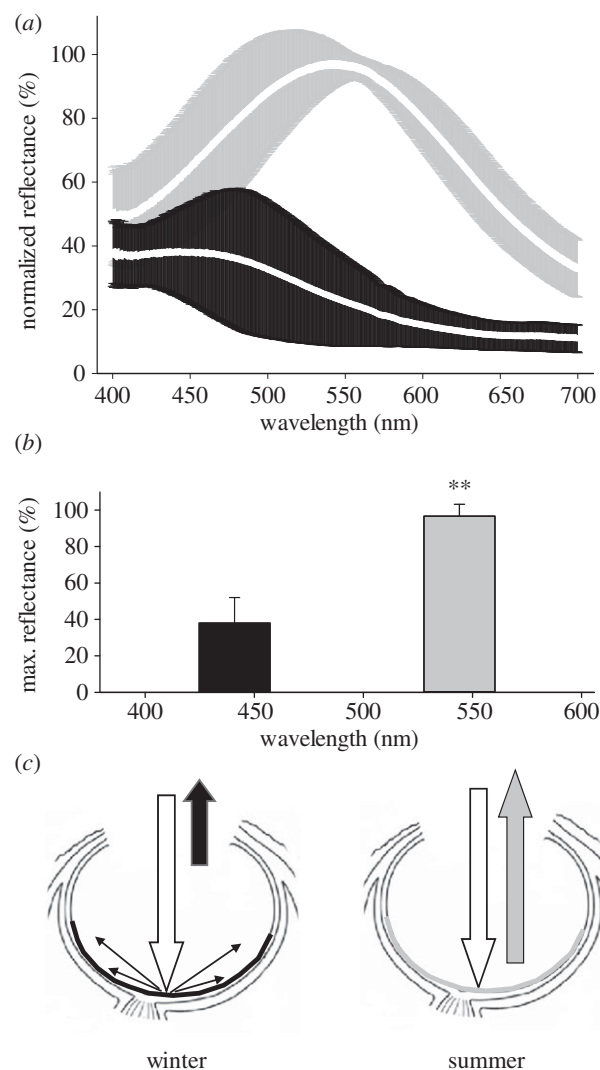 (a)
normalized reflectance (%)
100
80
60
40
20
0
400 450 500 550 600 650 700
wavelength (nm)
(b)
**
max. reflectance (%)
100
80
60
40
20
0
400 450 500 550 600
wavelength (nm)
(c)
winter summer